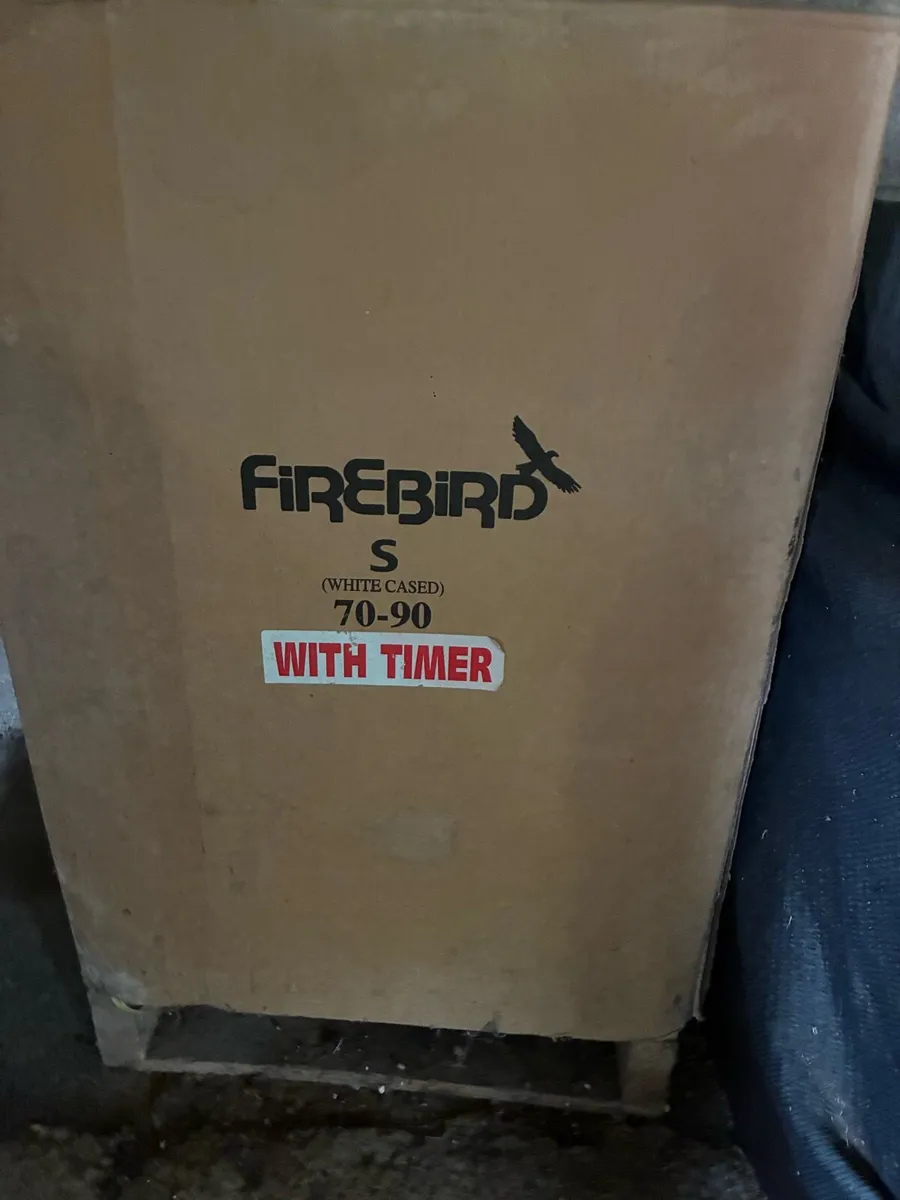 FiREBiRD
S
(WHITE CASED)
70-90
WITH TIMER